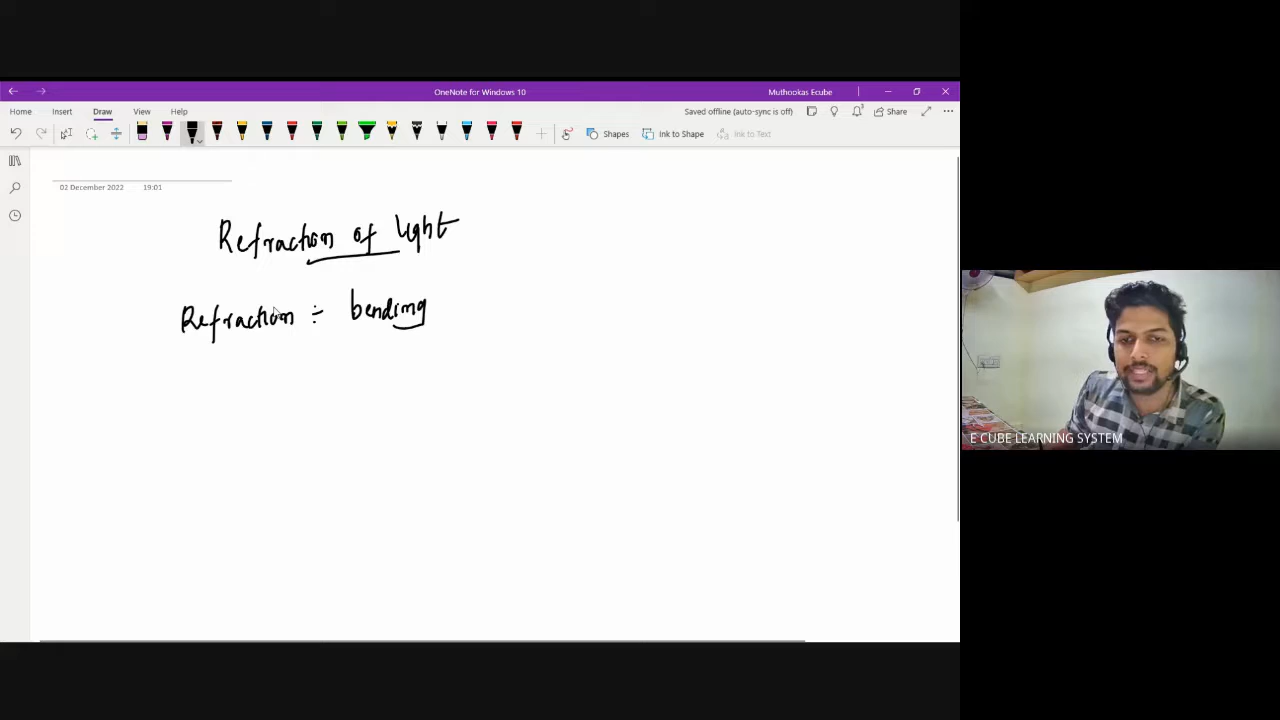 OneNote for Windows 10
Muthookas Ecube
Home Insert Draw View Help
Saved offline (auto-sync is off)
Share
Shapes
Ink to Shape
Ink to Text
02 December 2022 19:01
Refraction of light
Refraction ÷ bending
E CUBE LEARNING SYSTEM